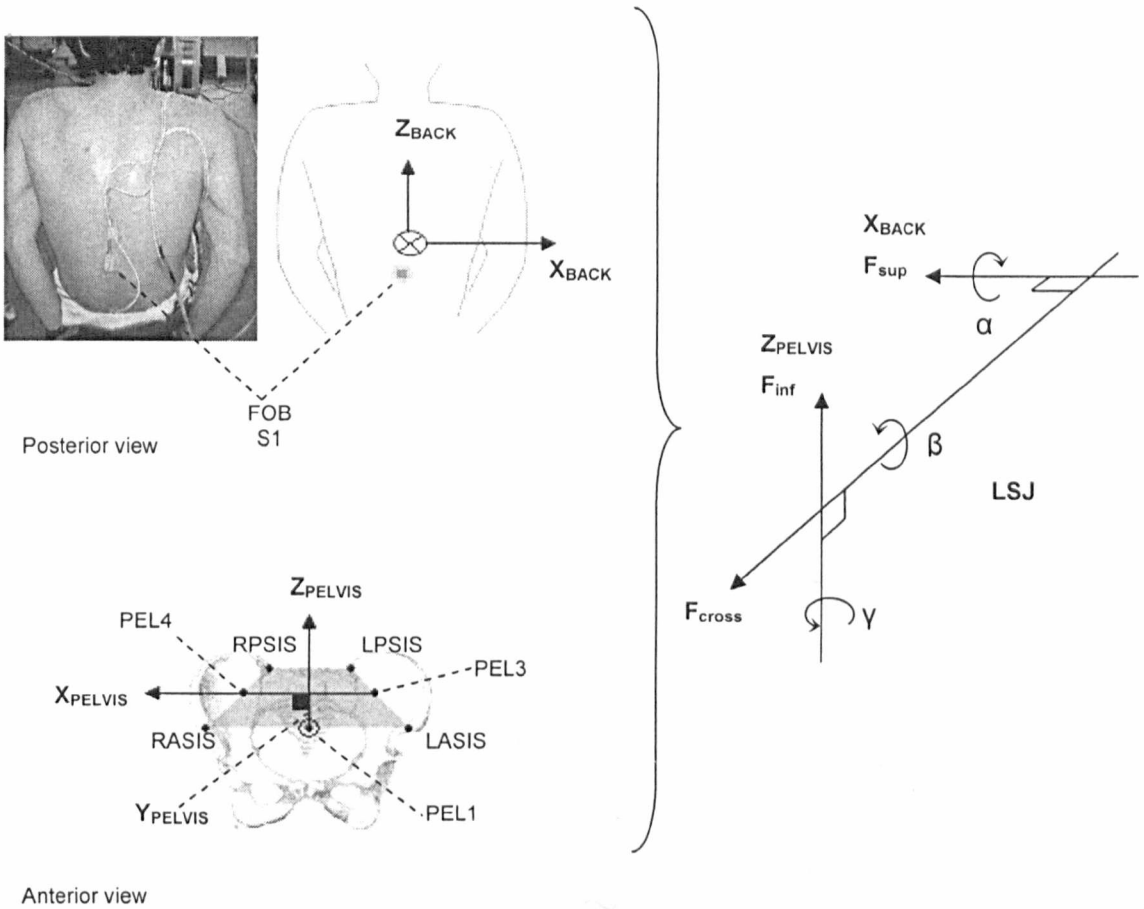 Z_BACK
X_BACK
FOB
S1
Posterior view
Z_PELVIS
PEL4
RPSIS
LPSIS
PEL3
X_PELVIS
RASIS
LASIS
Y_PELVIS
PEL1
Anterior view
X_BACK
F_sup
α
Z_PELVIS
F_inf
β
LSJ
F_cross
γ